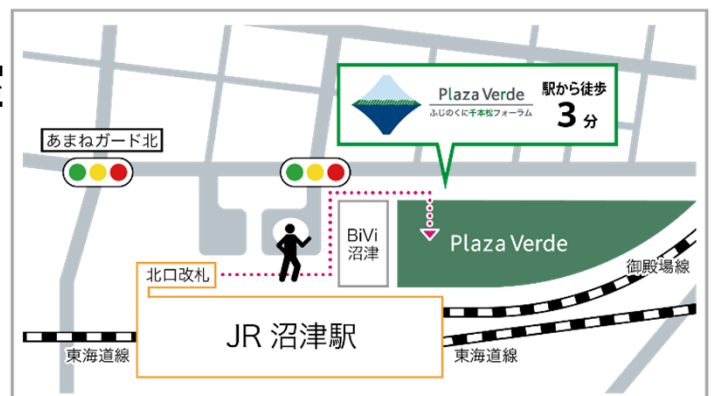 あまねガード北
Plaza Verde
ふじのくに千本松フォーラム
駅から徒歩
3分
BiVi
沼津
Plaza Verde
北口改札
御殿場線
JR 沼津駅
東海道線
東海道線